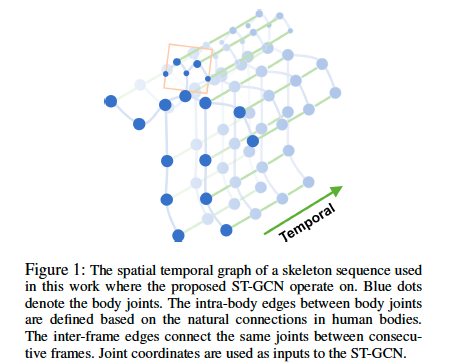 Temporal
Figure 1: The spatial temporal graph of a skeleton sequence used
in this work where the proposed ST-GCN operate on. Blue dots
denote the body joints. The intra-body edges between body joints
are defined based on the natural connections in human bodies.
The inter-frame edges connect the same joints between consecu-
tive frames. Joint coordinates are used as inputs to the ST-GCN.